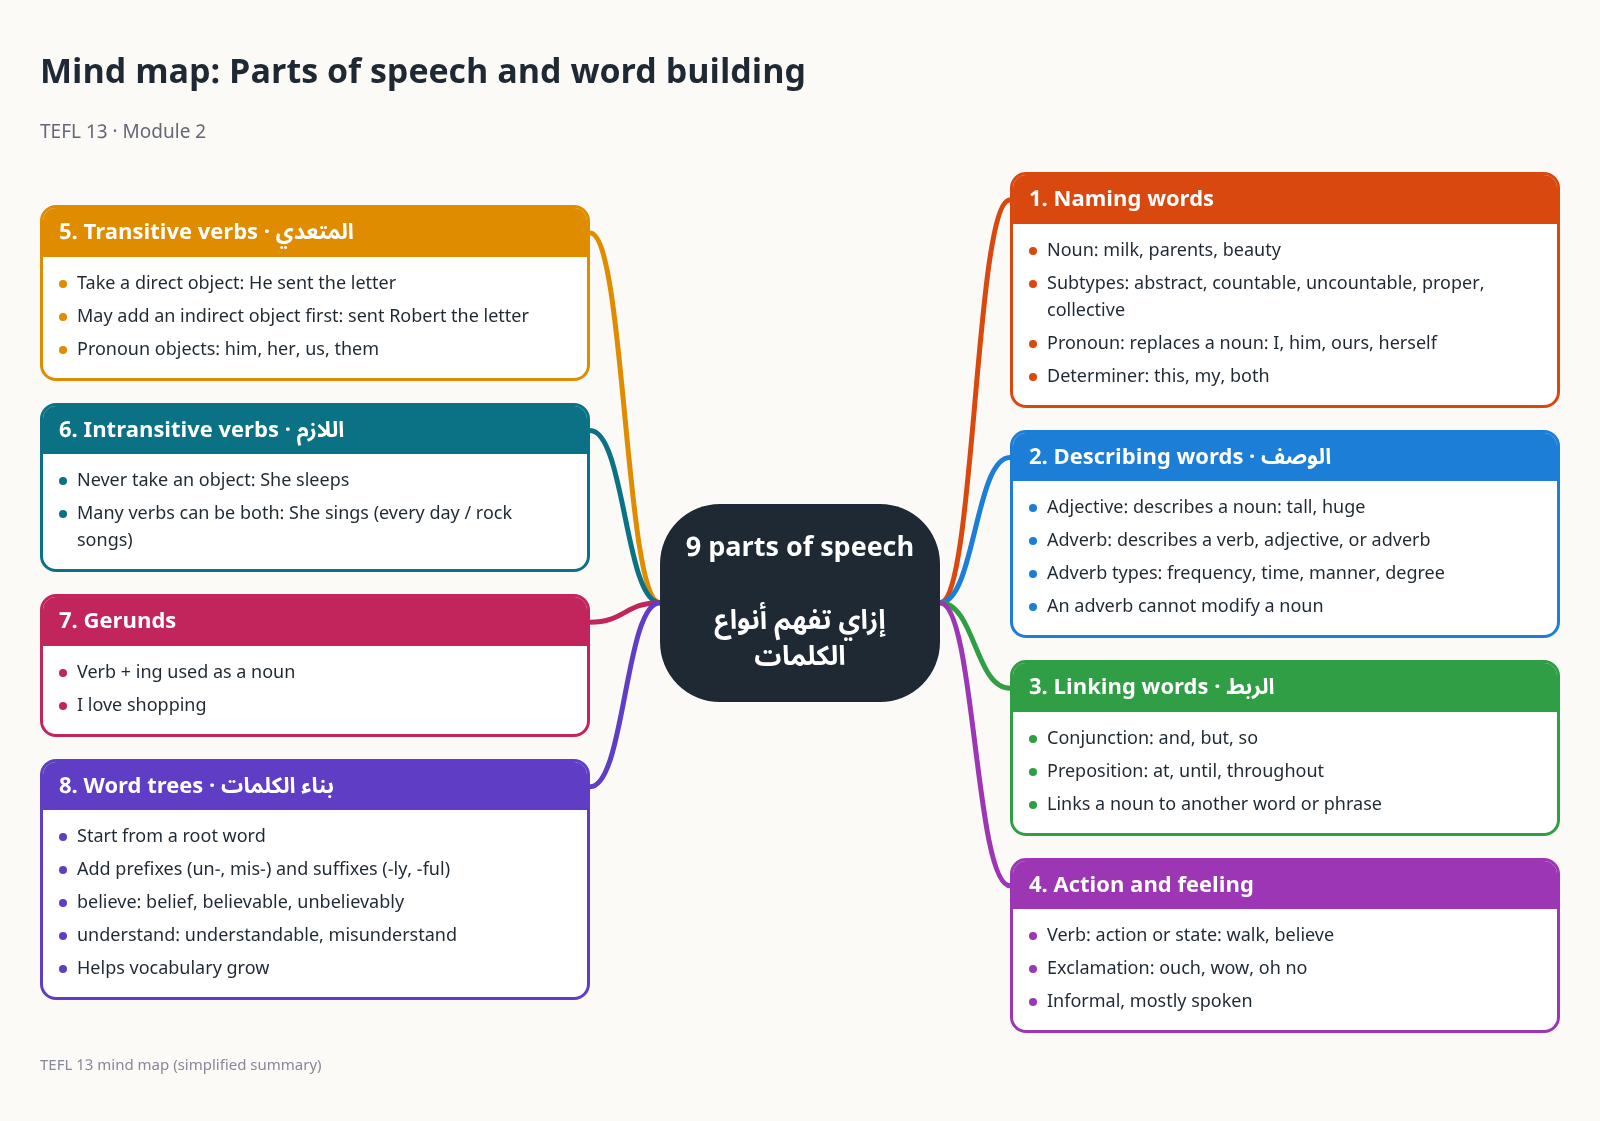 Mind map: Parts of speech and word building
TEFL 13 · Module 2
9 parts of speech
إزاي تفهم أنواع
الكلمات
1. Naming words
Noun: milk, parents, beauty
Subtypes: abstract, countable, uncountable, proper,
collective
Pronoun: replaces a noun: I, him, ours, herself
Determiner: this, my, both
2. Describing words · الوصف
Adjective: describes a noun: tall, huge
Adverb: describes a verb, adjective, or adverb
Adverb types: frequency, time, manner, degree
An adverb cannot modify a noun
3. Linking words · الربط
Conjunction: and, but, so
Preposition: at, until, throughout
Links a noun to another word or phrase
4. Action and feeling
Verb: action or state: walk, believe
Exclamation: ouch, wow, oh no
Informal, mostly spoken
5. Transitive verbs · المتعدي
Take a direct object: He sent the letter
May add an indirect object first: sent Robert the letter
Pronoun objects: him, her, us, them
6. Intransitive verbs · اللازم
Never take an object: She sleeps
Many verbs can be both: She sings (every day / rock
songs)
7. Gerunds
Verb + ing used as a noun
I love shopping
8. Word trees · بناء الكلمات
Start from a root word
Add prefixes (un-, mis-) and suffixes (-ly, -ful)
believe: belief, believable, unbelievably
understand: understandable, misunderstand
Helps vocabulary grow
TEFL 13 mind map (simplified summary)